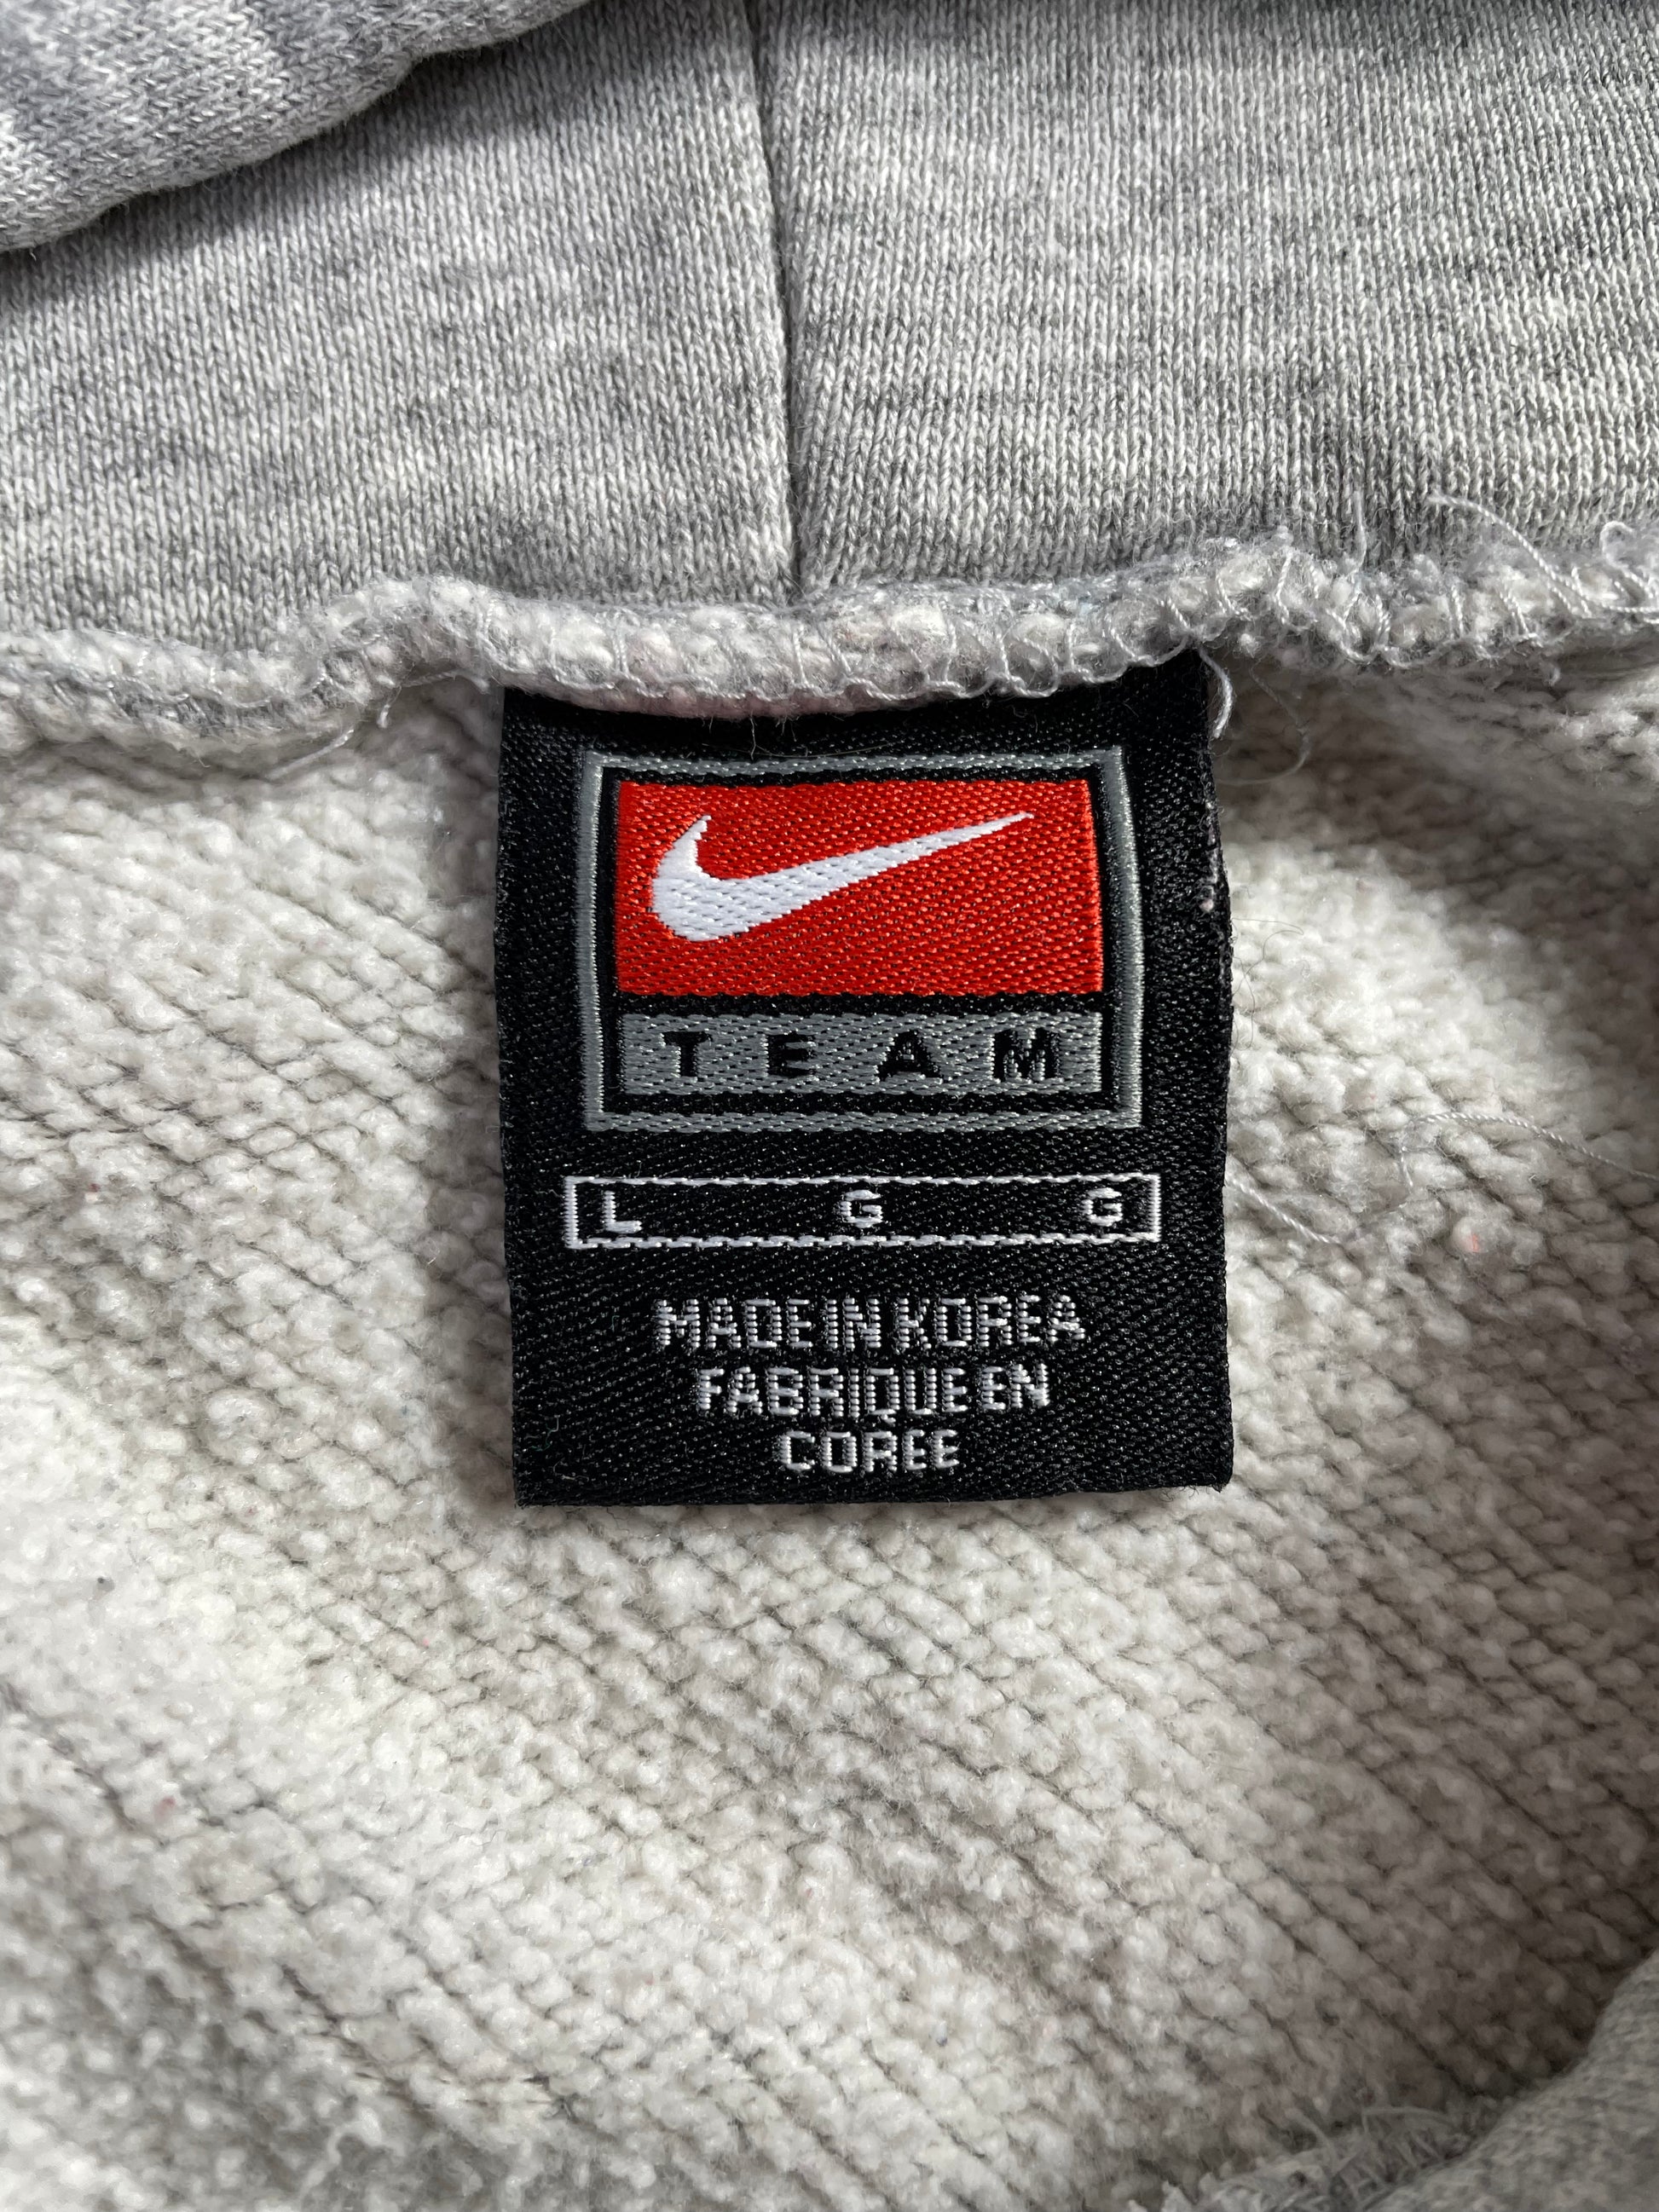 TEAM
L G G
MADE IN KOREA
FABRIQUE EN
COREE